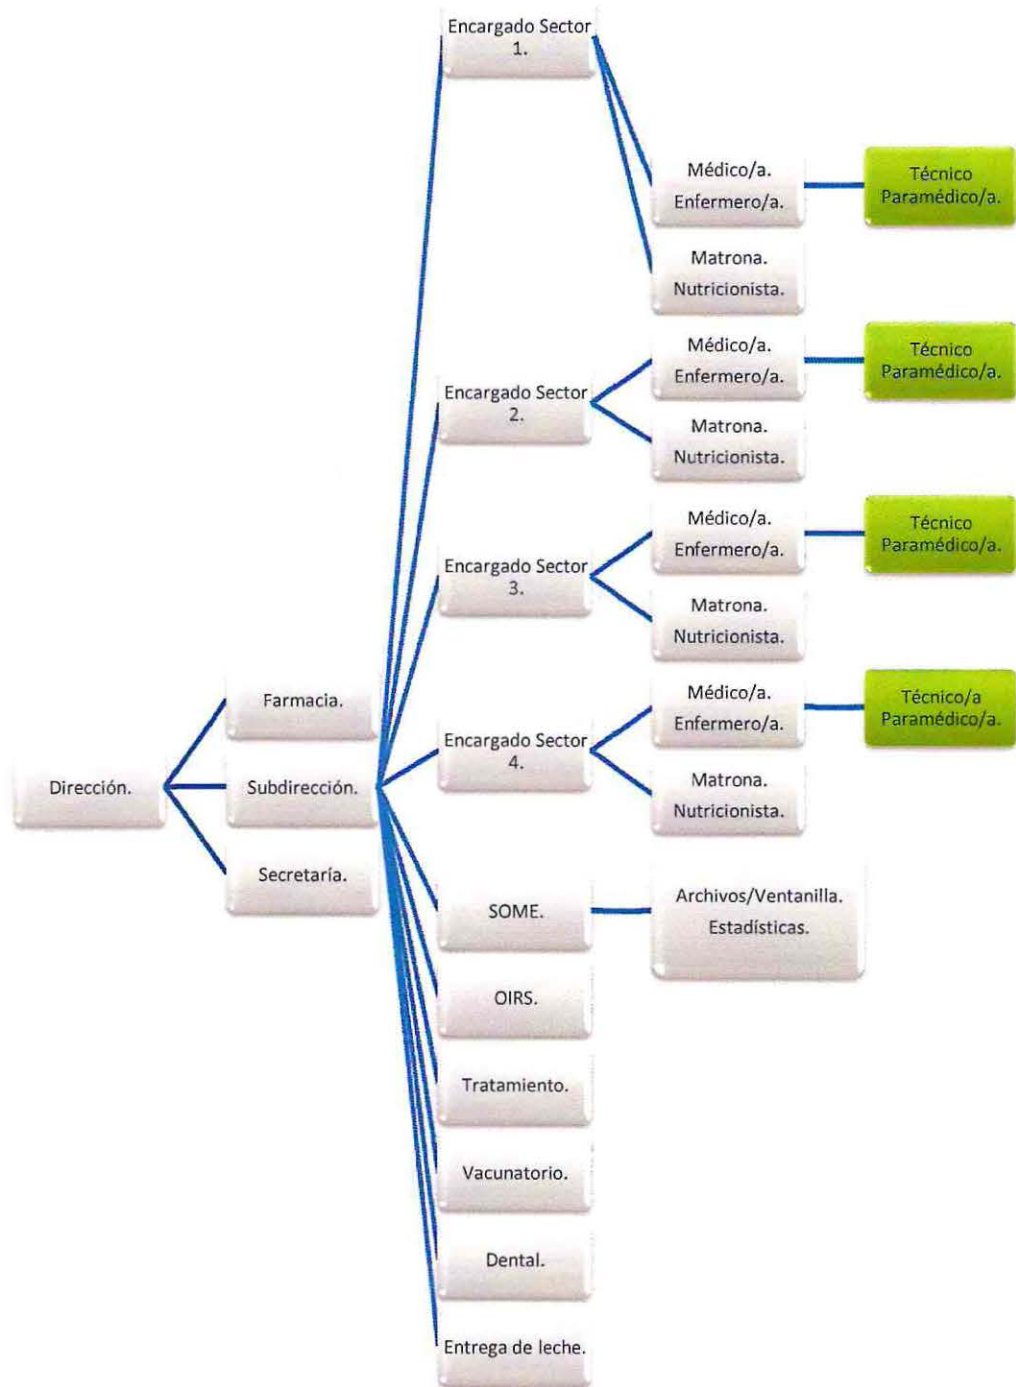 Encargado Sector
1.
Médico/a.
Enfermero/a.
Técnico
Paramédico/a.
Matrona.
Nutricionista.
Encargado Sector
2.
Médico/a.
Enfermero/a.
Técnico
Paramédico/a.
Matrona.
Nutricionista.
Encargado Sector
3.
Médico/a.
Enfermero/a.
Técnico
Paramédico/a.
Matrona.
Nutricionista.
Encargado Sector
4.
Médico/a.
Enfermero/a.
Técnico/a
Paramédico/a.
Matrona.
Nutricionista.
Farmacia.
Dirección.
Subdirección.
Secretaría.
SOME.
Archivos/Ventanilla.
Estadísticas.
OIRS.
Tratamiento.
Vacunatorio.
Dental.
Entrega de leche.